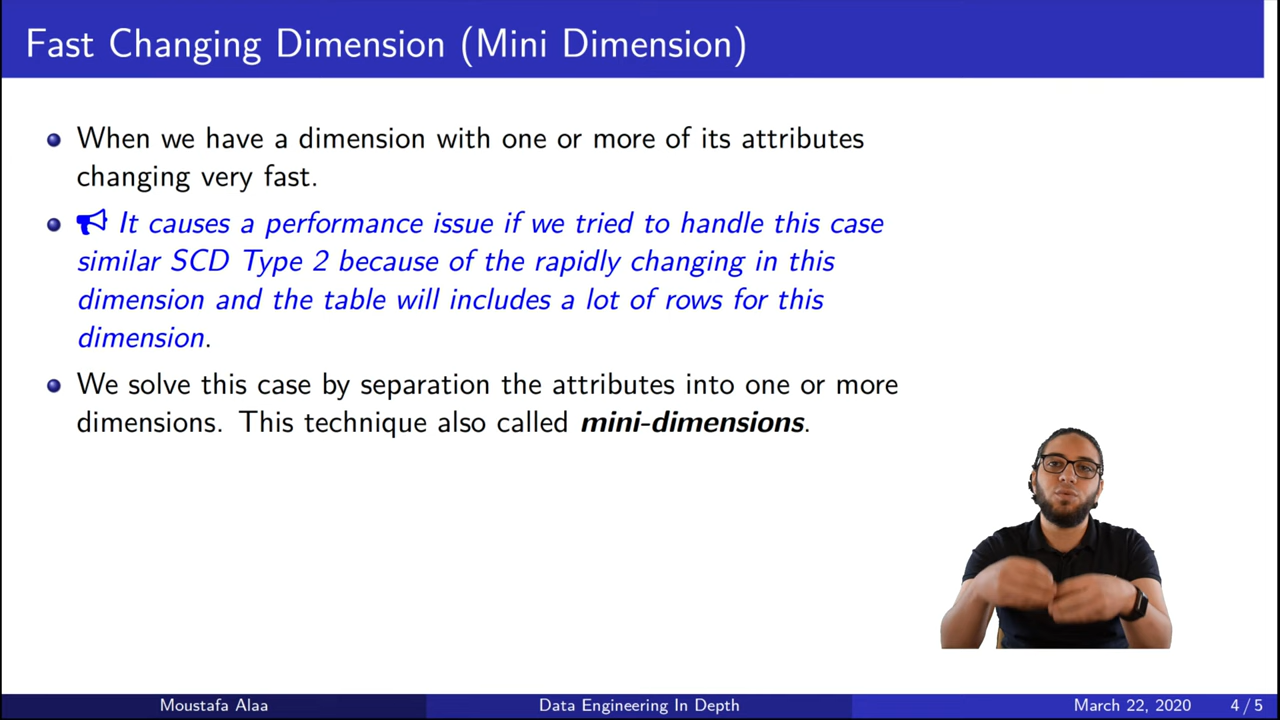 Fast Changing Dimension (Mini Dimension)
When we have a dimension with one or more of its attributes
changing very fast.
It causes a performance issue if we tried to handle this case
similar SCD Type 2 because of the rapidly changing in this
dimension and the table will includes a lot of rows for this
dimension.
We solve this case by separation the attributes into one or more
dimensions. This technique also called mini-dimensions.
Moustafa Alaa
Data Engineering In Depth
March 22, 2020
4 / 5